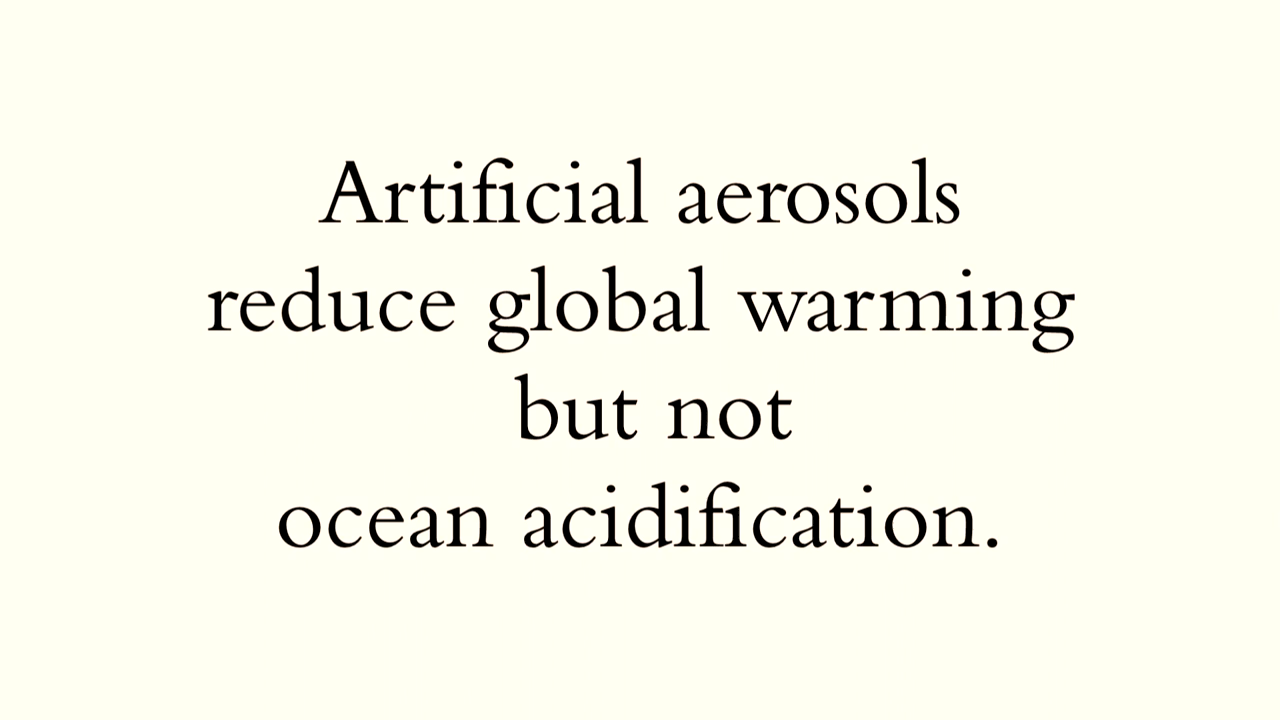 Artificial aerosols
reduce global warming
but not
ocean acidification.